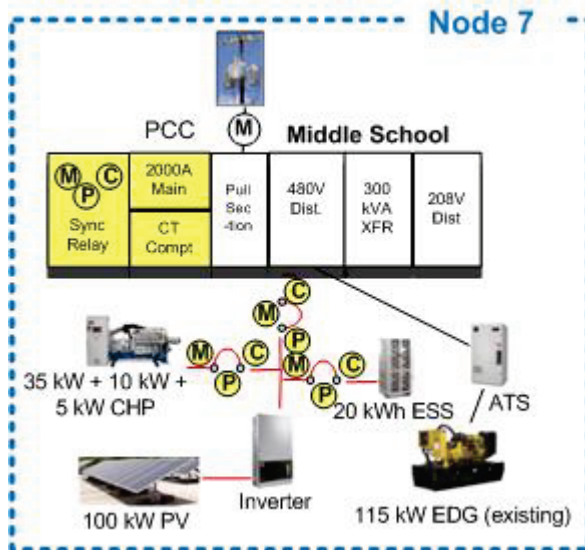 Node 7
M
PCC
Middle School
M C
P
Sync
Relay
2000A
Main
CT
Compt
Pull
Sec
-tion
480V
Dist.
300
kVA
XFR
208V
Dist
C
M
P
M C
P
M C
P
35 kW + 10 kW +
5 kW CHP
20 kWh ESS
ATS
Inverter
100 kW PV
115 kW EDG (existing)